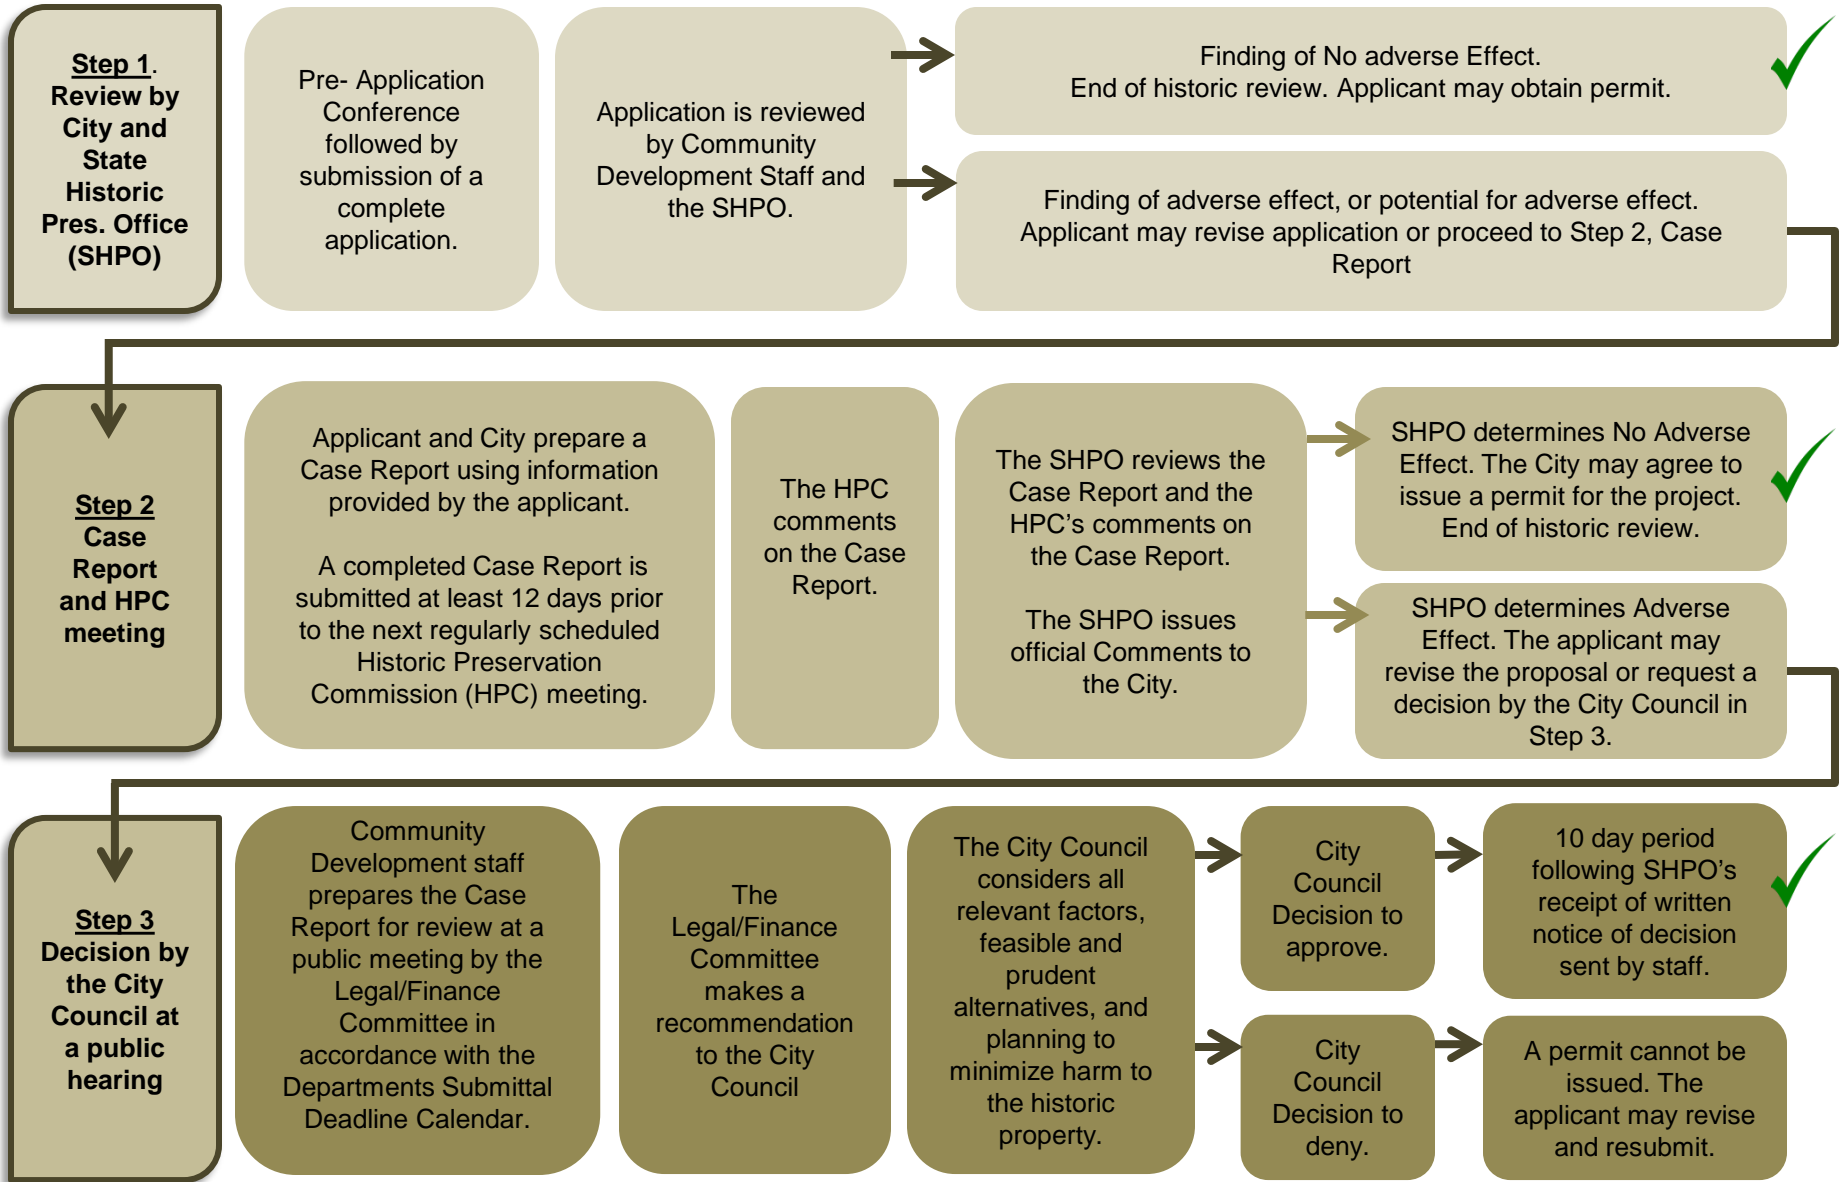 Step 1.
Review by
City and
State
Historic
Pres. Office
(SHPO)
Pre- Application
Conference
followed by
submission of a
complete
application.
Application is reviewed
by Community
Development Staff and
the SHPO.
Finding of No adverse Effect.
End of historic review. Applicant may obtain permit.
Finding of adverse effect, or potential for adverse effect.
Applicant may revise application or proceed to Step 2, Case
Report
Step 2
Case
Report
and HPC
meeting
Applicant and City prepare a
Case Report using information
provided by the applicant.
A completed Case Report is
submitted at least 12 days prior
to the next regularly scheduled
Historic Preservation
Commission (HPC) meeting.
The HPC
comments
on the Case
Report.
The SHPO reviews the
Case Report and the
HPC’s comments on
the Case Report.
The SHPO issues
official Comments to
the City.
SHPO determines No Adverse
Effect. The City may agree to
issue a permit for the project.
End of historic review.
SHPO determines Adverse
Effect. The applicant may
revise the proposal or request a
decision by the City Council in
Step 3.
Step 3
Decision by
the City
Council at
a public
hearing
Community
Development staff
prepares the Case
Report for review at a
public meeting by the
Legal/Finance
Committee in
accordance with the
Departments Submittal
Deadline Calendar.
The
Legal/Finance
Committee
makes a
recommendation
to the City
Council
The City Council
considers all
relevant factors,
feasible and
prudent
alternatives, and
planning to
minimize harm to
the historic
property.
City
Council
Decision to
approve.
10 day period
following SHPO’s
receipt of written
notice of decision
sent by staff.
City
Council
Decision to
deny.
A permit cannot be
issued. The
applicant may revise
and resubmit.